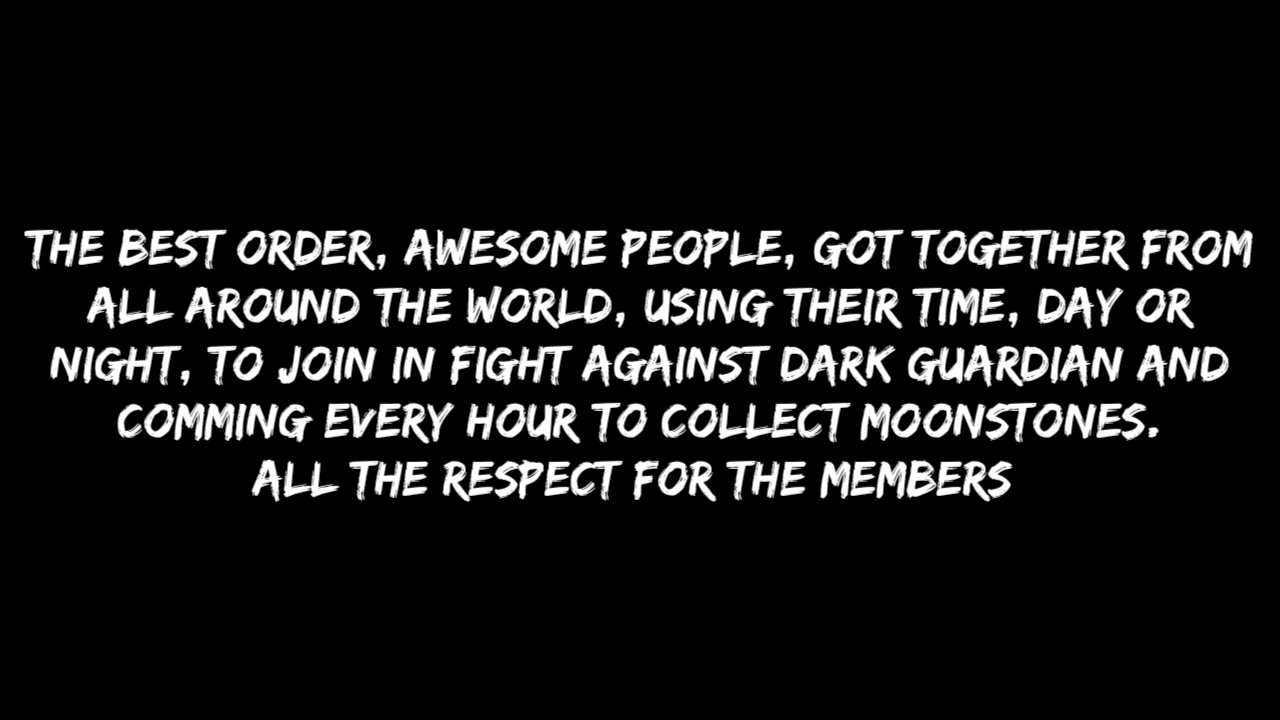 THE BEST ORDER, AWESOME PEOPLE, GOT TOGETHER FROM
ALL AROUND THE WORLD, USING THEIR TIME, DAY OR
NIGHT, TO JOIN IN FIGHT AGAINST DARK GUARDIAN AND
COMMING EVERY HOUR TO COLLECT MOONSTONES.
ALL THE RESPECT FOR THE MEMBERS